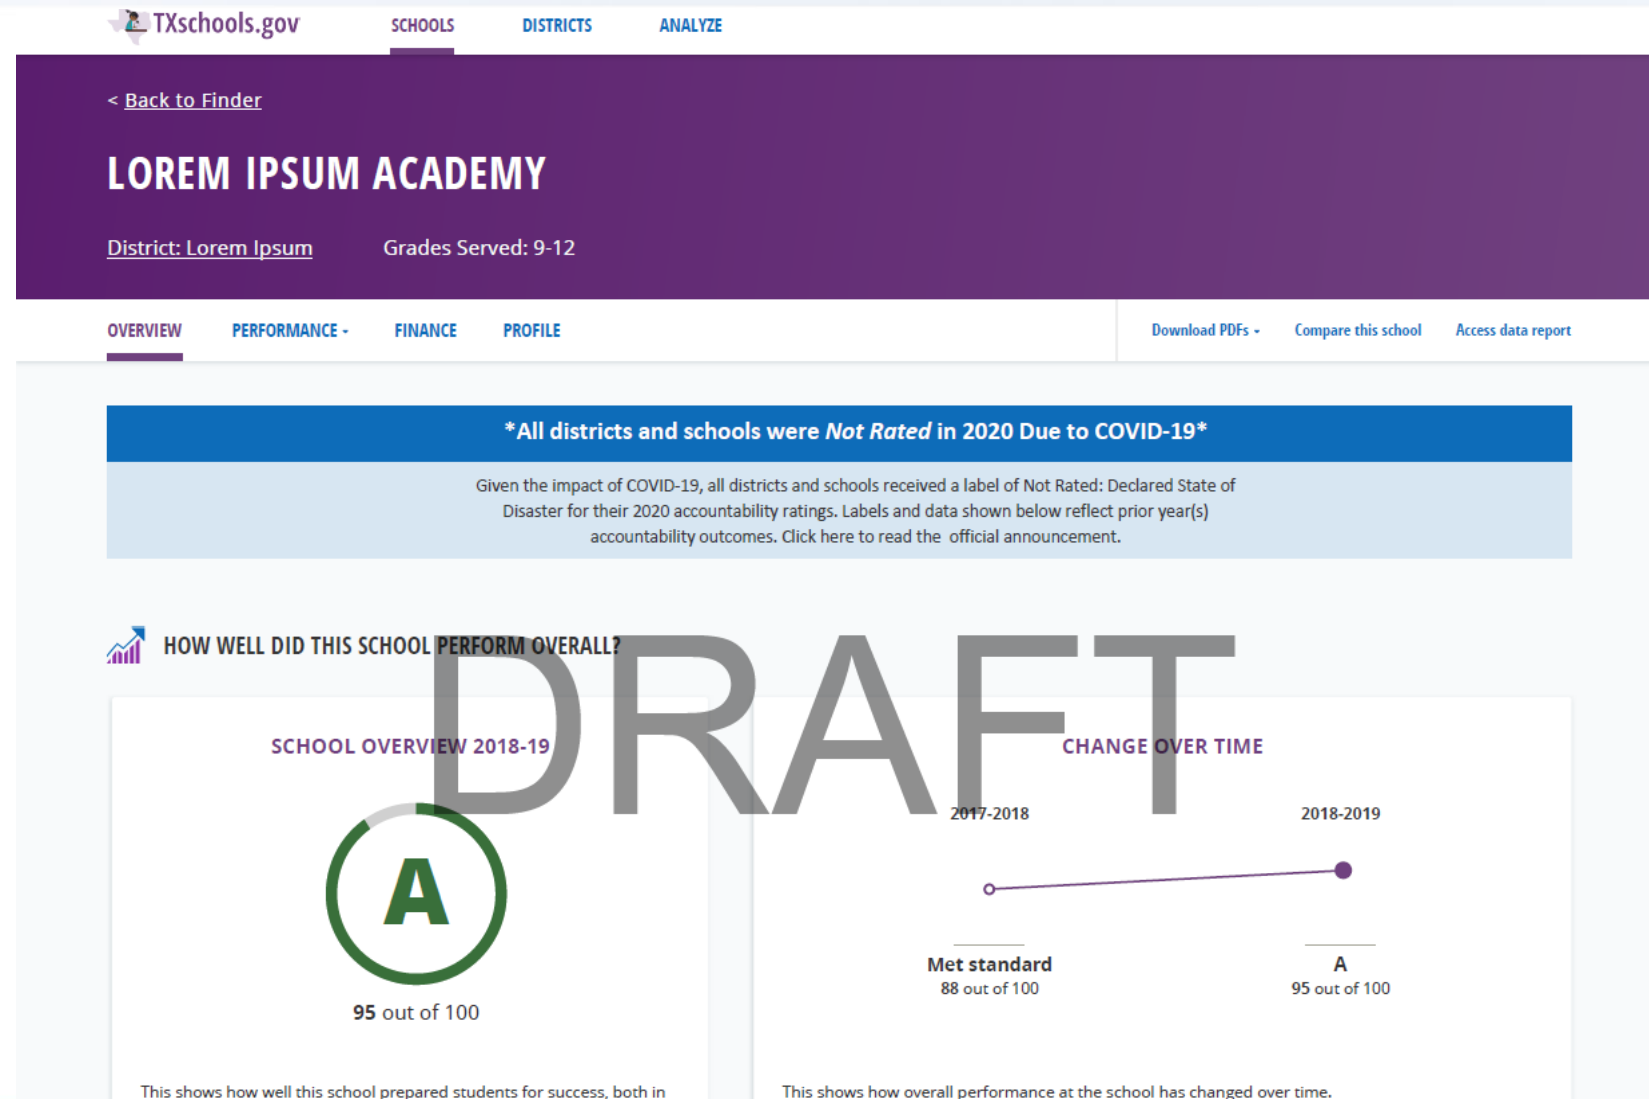 TXschools.gov
SCHOOLS DISTRICTS ANALYZE
< Back to Finder
LOREM IPSUM ACADEMY
District: Lorem Ipsum Grades Served: 9-12
OVERVIEW PERFORMANCE - FINANCE PROFILE Download PDFs - Compare this school Access data report
*All districts and schools were Not Rated in 2020 Due to COVID-19*
Given the impact of COVID-19, all districts and schools received a label of Not Rated: Declared State of
Disaster for their 2020 accountability ratings. Labels and data shown below reflect prior year(s)
accountability outcomes. Click here to read the official announcement.
HOW WELL DID THIS SCHOOL PERFORM OVERALL?
DRAFT
SCHOOL OVERVIEW 2018-19
A
95 out of 100
This shows how well this school prepared students for success, both in
CHANGE OVER TIME
2017-2018 2018-2019
Met standard A
88 out of 100 95 out of 100
This shows how overall performance at the school has changed over time.